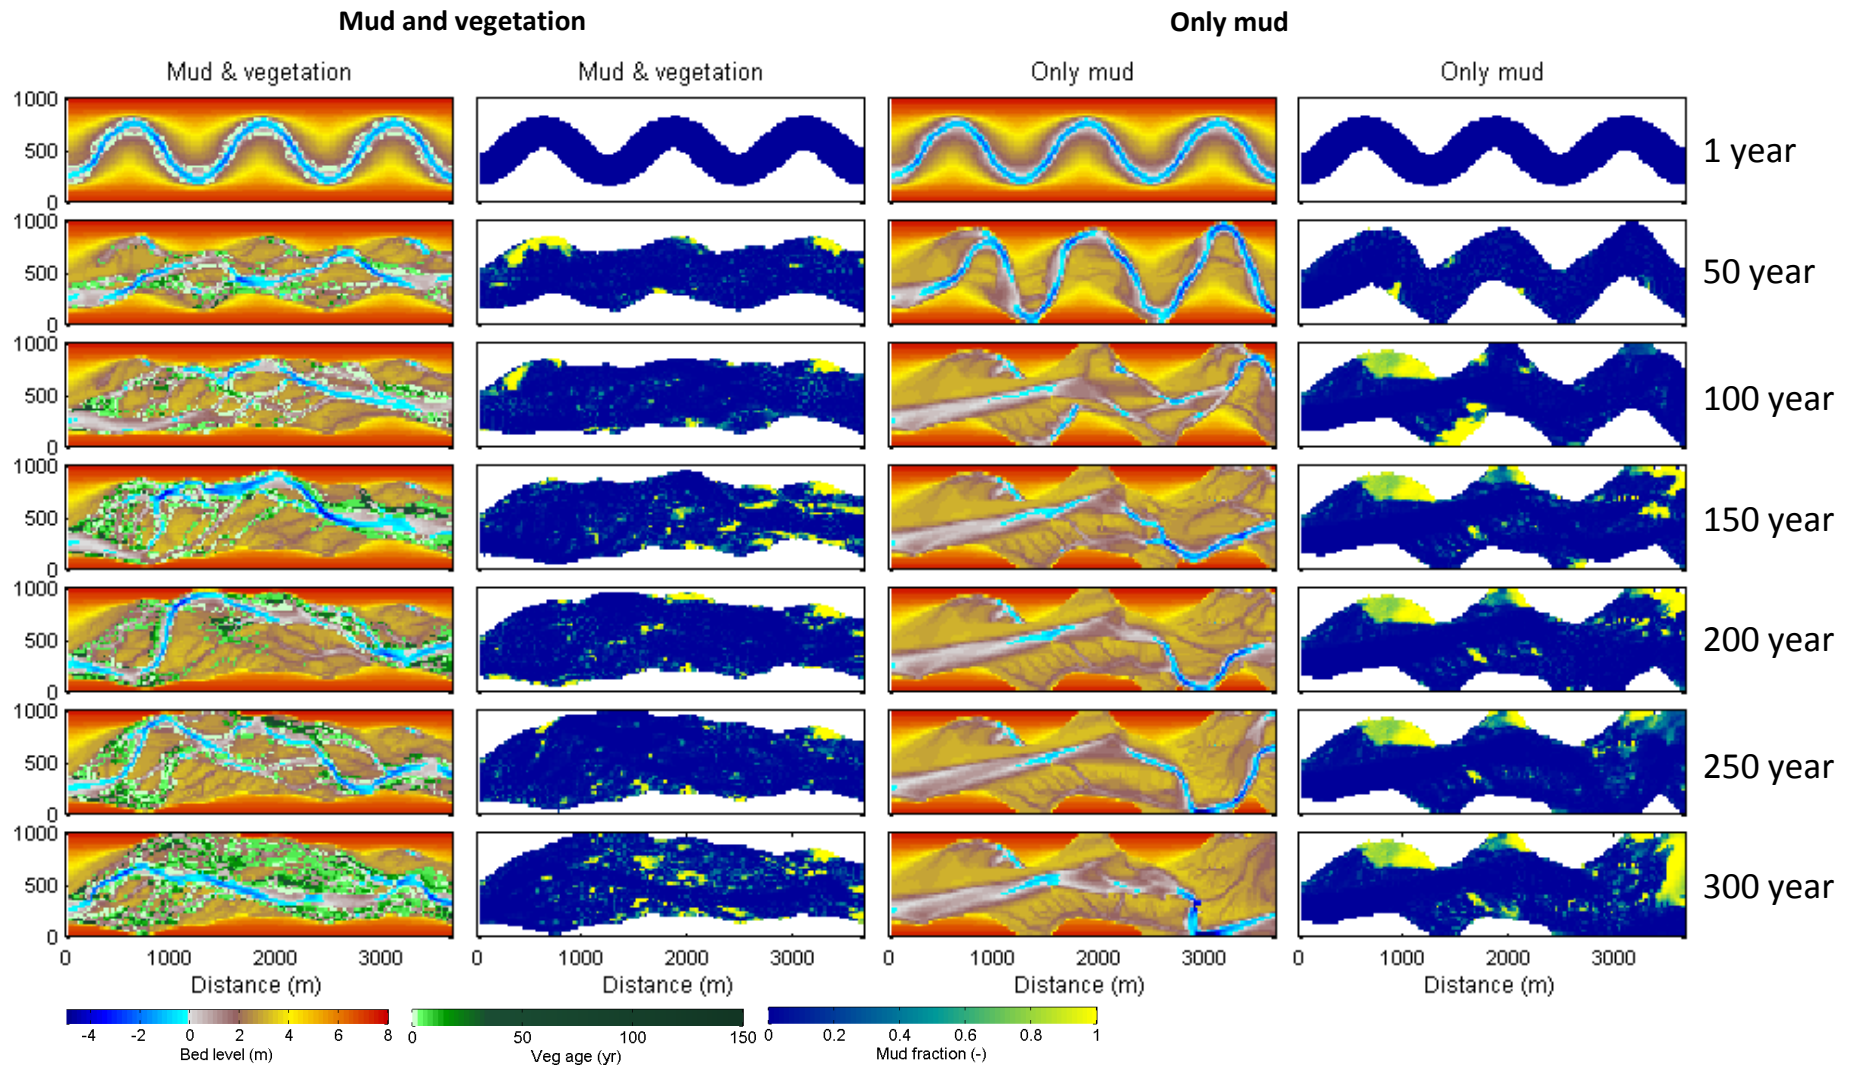 Mud and vegetation Only mud
Mud & vegetation Mud & vegetation Only mud Only mud
1000
500
0
1 year
1000
500
0
50 year
1000
500
0
100 year
1000
500
0
150 year
1000
500
0
200 year
1000
500
0
250 year
1000
500
0
300 year
0 1000 2000 3000 0 1000 2000 3000 0 1000 2000 3000 0 1000 2000 3000
Distance (m) Distance (m) Distance (m) Distance (m)
-4 -2 0 2 4 6 8 0 50 100 150 0 0.2 0.4 0.6 0.8 1
Bed level (m) Veg age (yr) Mud fraction (-)